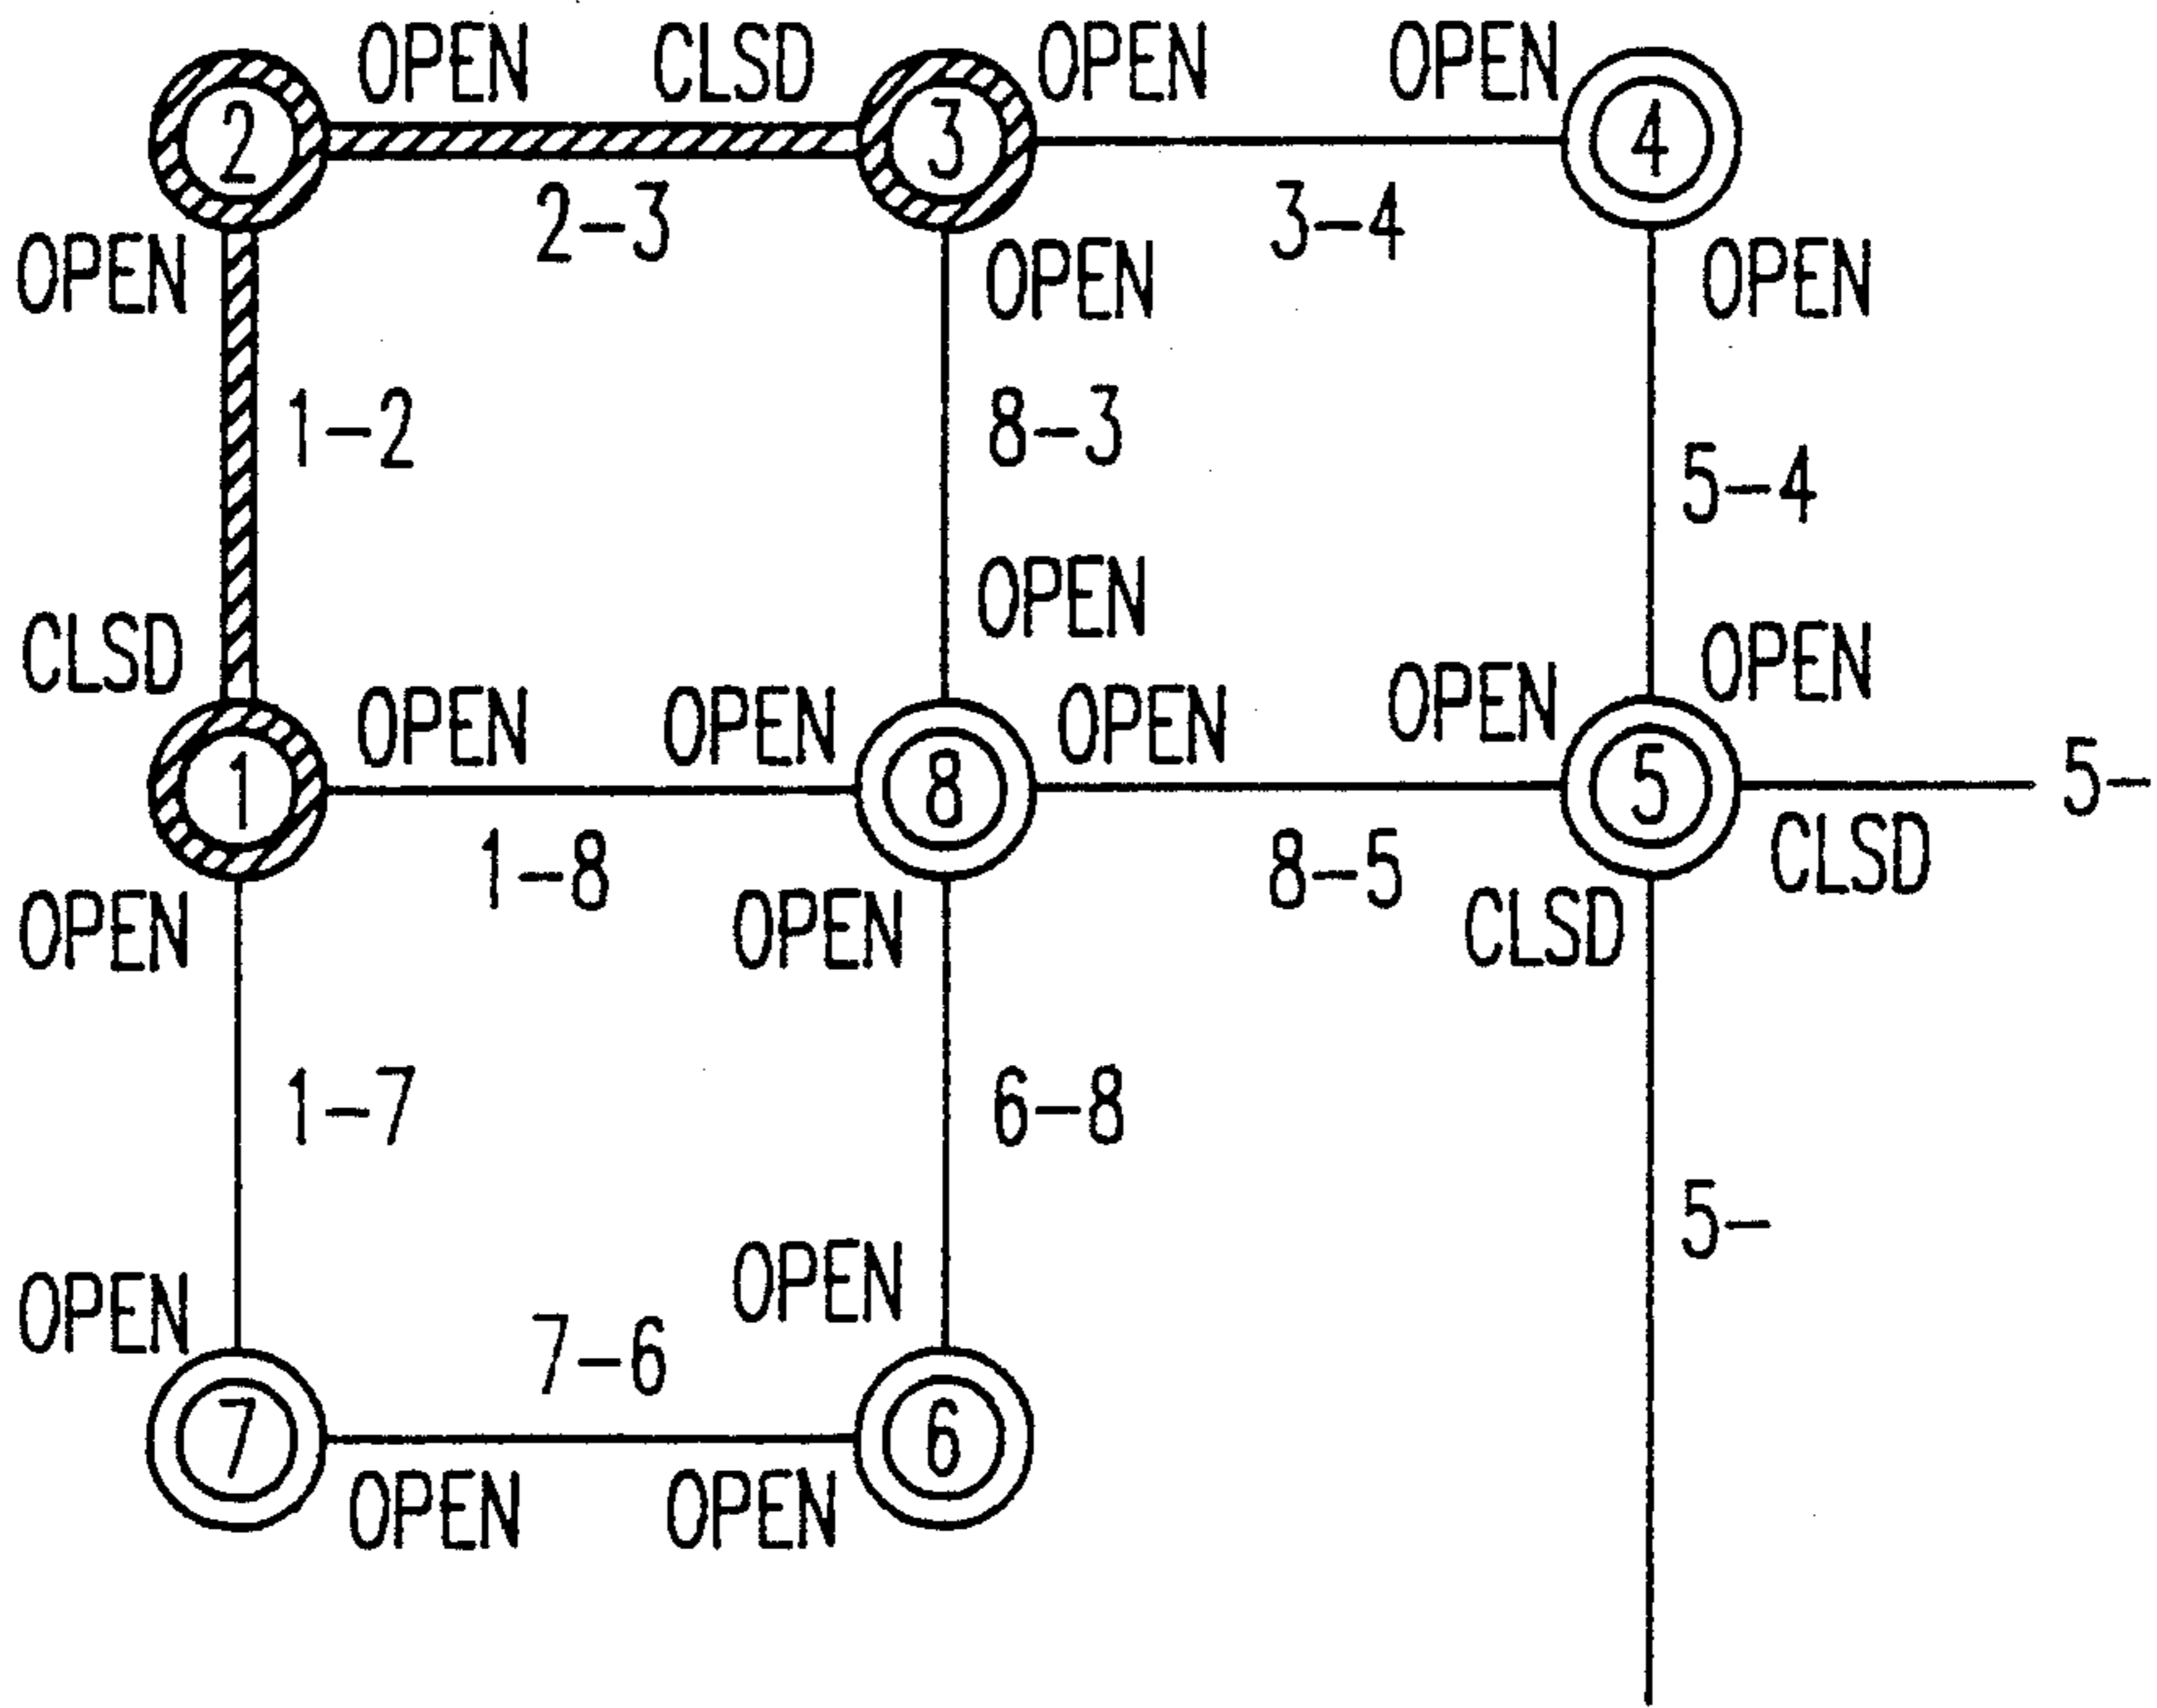 OPEN CLSD OPEN OPEN
2 3 4
2-3 3-4
OPEN OPEN OPEN
1-2 8-3 5-4
OPEN
CLSD OPEN
OPEN OPEN OPEN OPEN
1 8 5 5-
1-8 8-5 CLSD
OPEN OPEN CLSD
1-7 6-8
5-
OPEN OPEN
7-6
7 6
OPEN OPEN